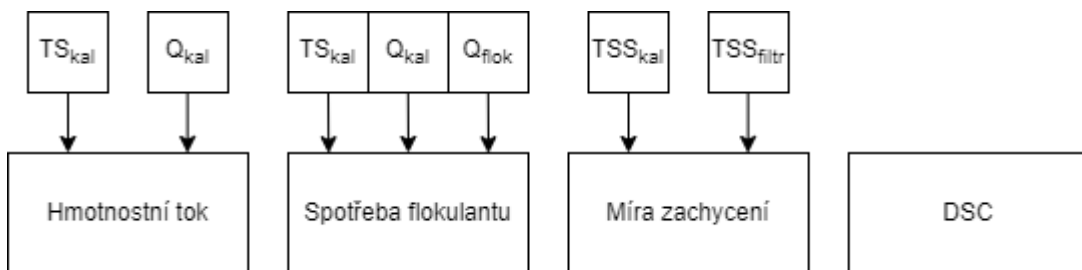 TSkal Qkal TSkal Qkal Qflok TSSkal TSSfiltr
Hmotnostní tok Spotřeba flokulantu Míra zachycení DSC